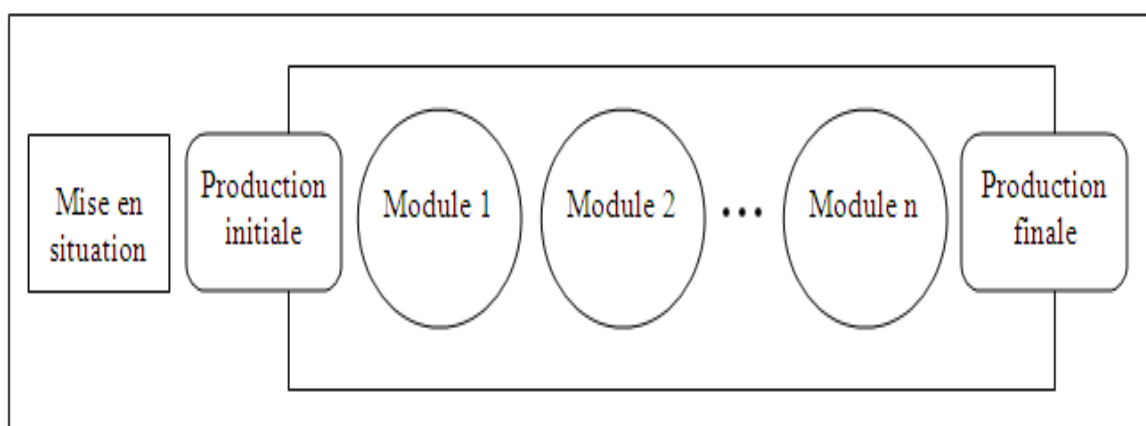 Mise en
situation
Production
initiale
Module 1
Module 2
...
Module n
Production
finale